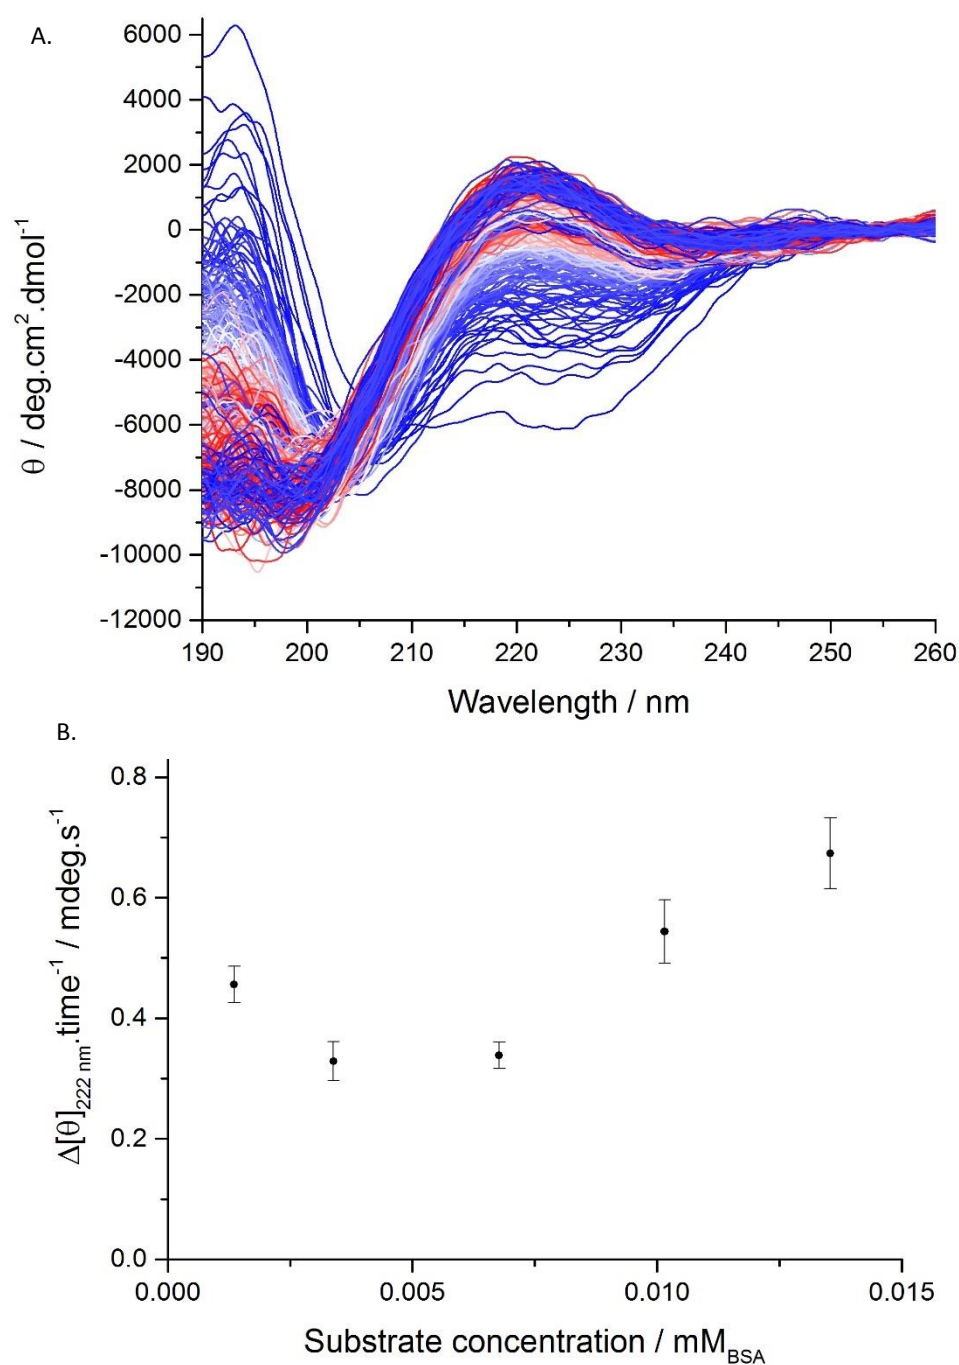 A.
6000
4000
2000
0
-2000
-4000
-6000
-8000
-10000
-12000
θ / deg.cm².dmol⁻¹
190 200 210 220 230 240 250 260
Wavelength / nm
B.
0.8
0.6
0.4
0.2
0.0
Δ[θ]₂₂₂ ₙₘ.time⁻¹ / mdeg.s⁻¹
0.000 0.005 0.010 0.015
Substrate concentration / mM_BSA